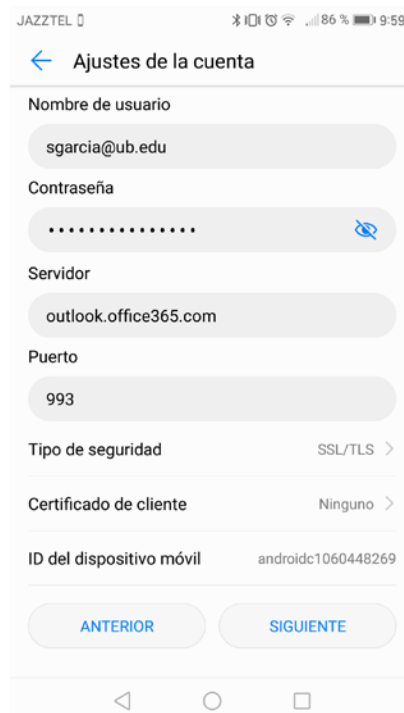 JAZZTEL 86 % 9:59
Ajustes de la cuenta
Nombre de usuario
sgarcia@ub.edu
Contraseña
•••••••••••••••
Servidor
outlook.office365.com
Puerto
993
Tipo de seguridad SSL/TLS
Certificado de cliente Ninguno
ID del dispositivo móvil androidc1060448269
ANTERIOR SIGUIENTE